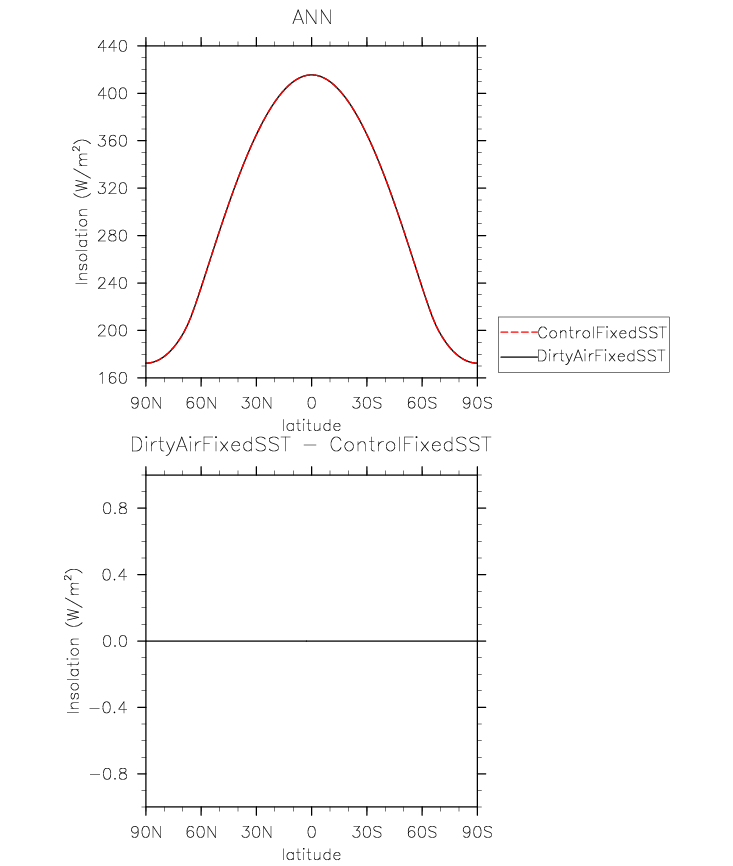 ANN
440
400
360
320
280
240
200
160
Insolation (W/m²)
90N 60N 30N 0 30S 60S 90S
latitude
ControlFixedSST
DirtyAirFixedSST
DirtyAirFixedSST − ControlFixedSST
0.8
0.4
0.0
−0.4
−0.8
Insolation (W/m²)
90N 60N 30N 0 30S 60S 90S
latitude